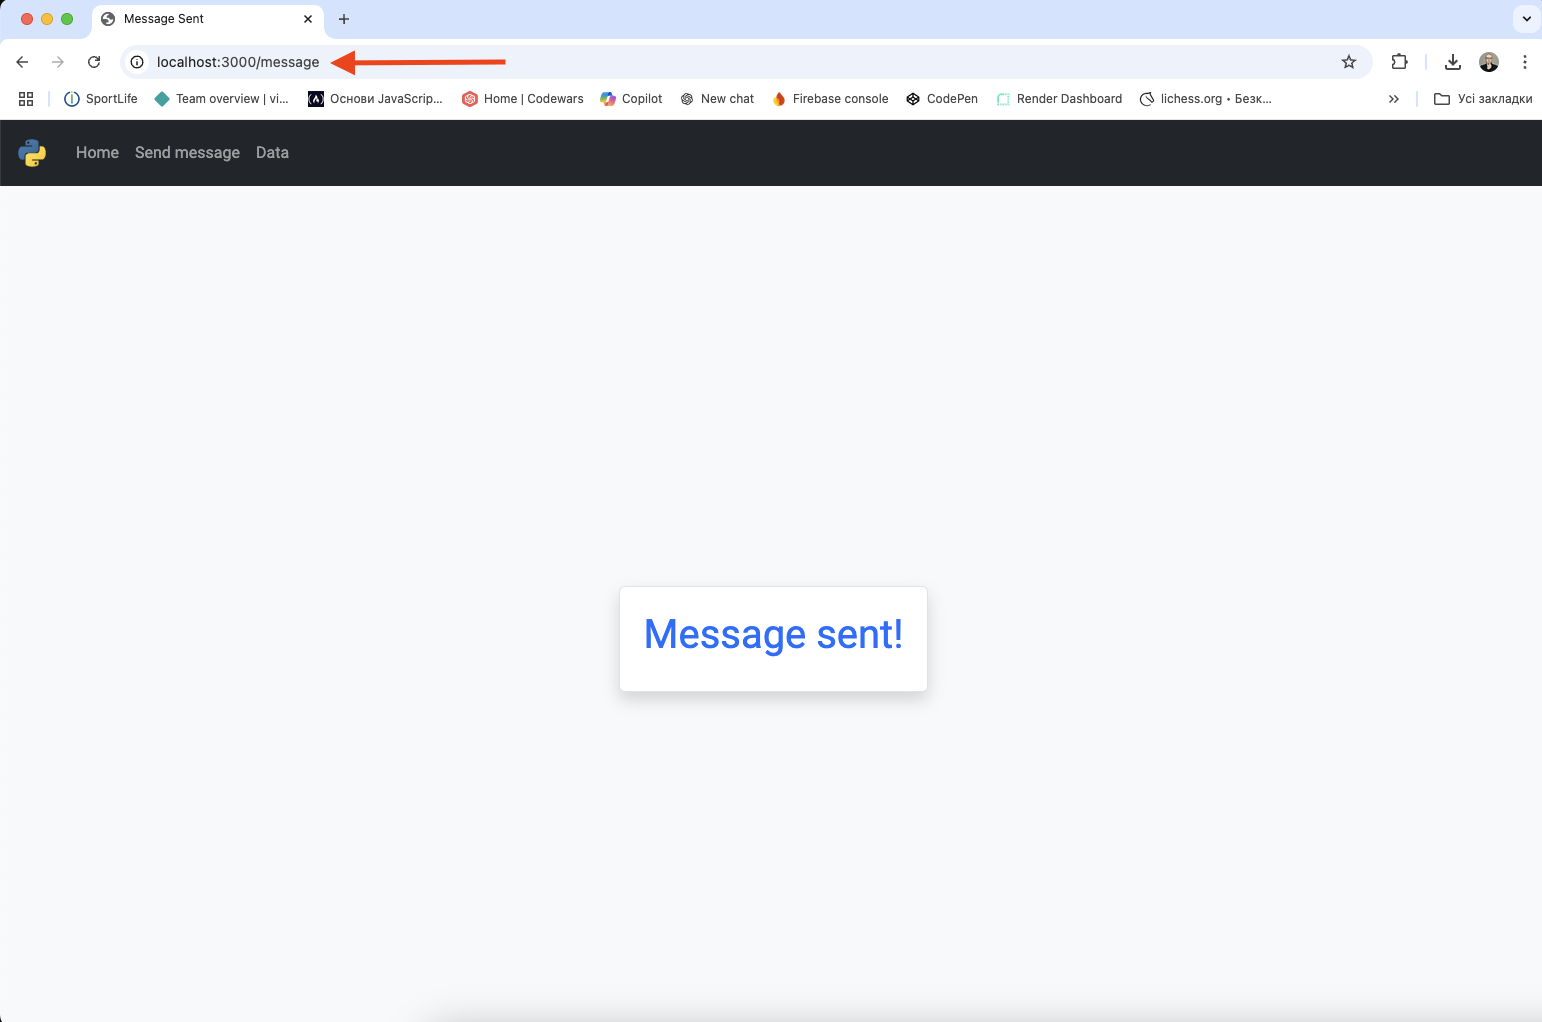 Message Sent
localhost:3000/message
SportLife
Team overview | vi...
Основи JavaScrip...
Home | Codewars
Copilot
New chat
Firebase console
CodePen
Render Dashboard
lichess.org • Безк...
Усі закладки
Home
Send message
Data
Message sent!